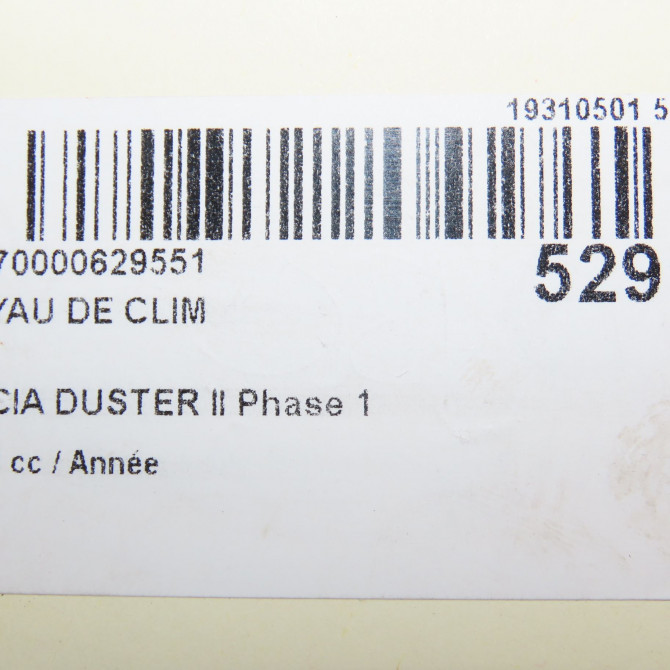 19310501 5
70000629551
529
YAU DE CLIM
CIA DUSTER II Phase 1
cc / Année